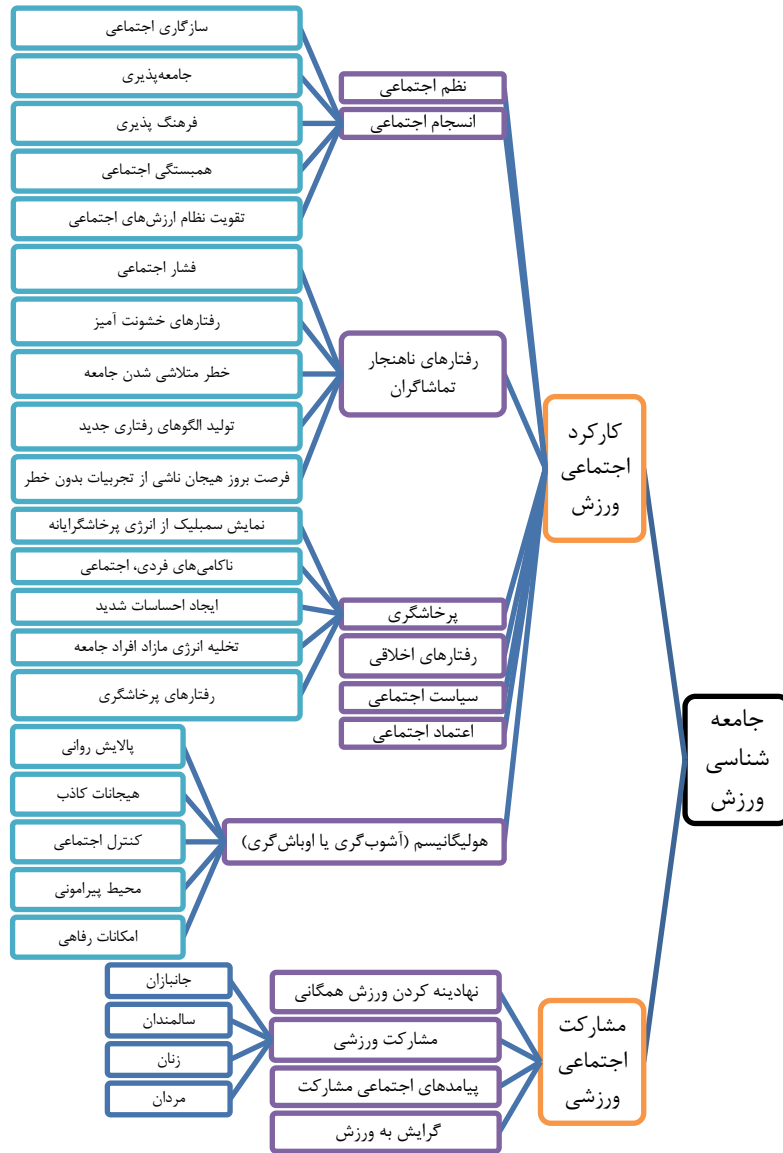 جامعه
شناسی
ورزش
کارکرد
اجتماعی
ورزش
نظم اجتماعی
انسجام اجتماعی
سازگاری اجتماعی
جامعه‌پذیری
فرهنگ پذیری
همبستگی اجتماعی
تقویت نظام ارزش‌های اجتماعی
رفتارهای ناهنجار
تماشاگران
فشار اجتماعی
رفتارهای خشونت آمیز
خطر متلاشی شدن جامعه
تولید الگوهای رفتاری جدید
فرصت بروز هیجان ناشی از تجربیات بدون خطر
پرخاشگری
نمایش سمبلیک از انرژی پرخاشگرایانه
ناکامی‌های فردی، اجتماعی
ایجاد احساسات شدید
تخلیه انرژی مازاد افراد جامعه
رفتارهای پرخاشگری
رفتارهای اخلاقی
سیاست اجتماعی
اعتماد اجتماعی
هولیگانیسم (آشوب‌گری یا اوباش‌گری)
پالایش روانی
هیجانات کاذب
کنترل اجتماعی
محیط پیرامونی
امکانات رفاهی
مشارکت
اجتماعی
ورزشی
نهادینه کردن ورزش همگانی
مشارکت ورزشی
جانبازان
سالمندان
زنان
مردان
پیامدهای اجتماعی مشارکت
گرایش به ورزش